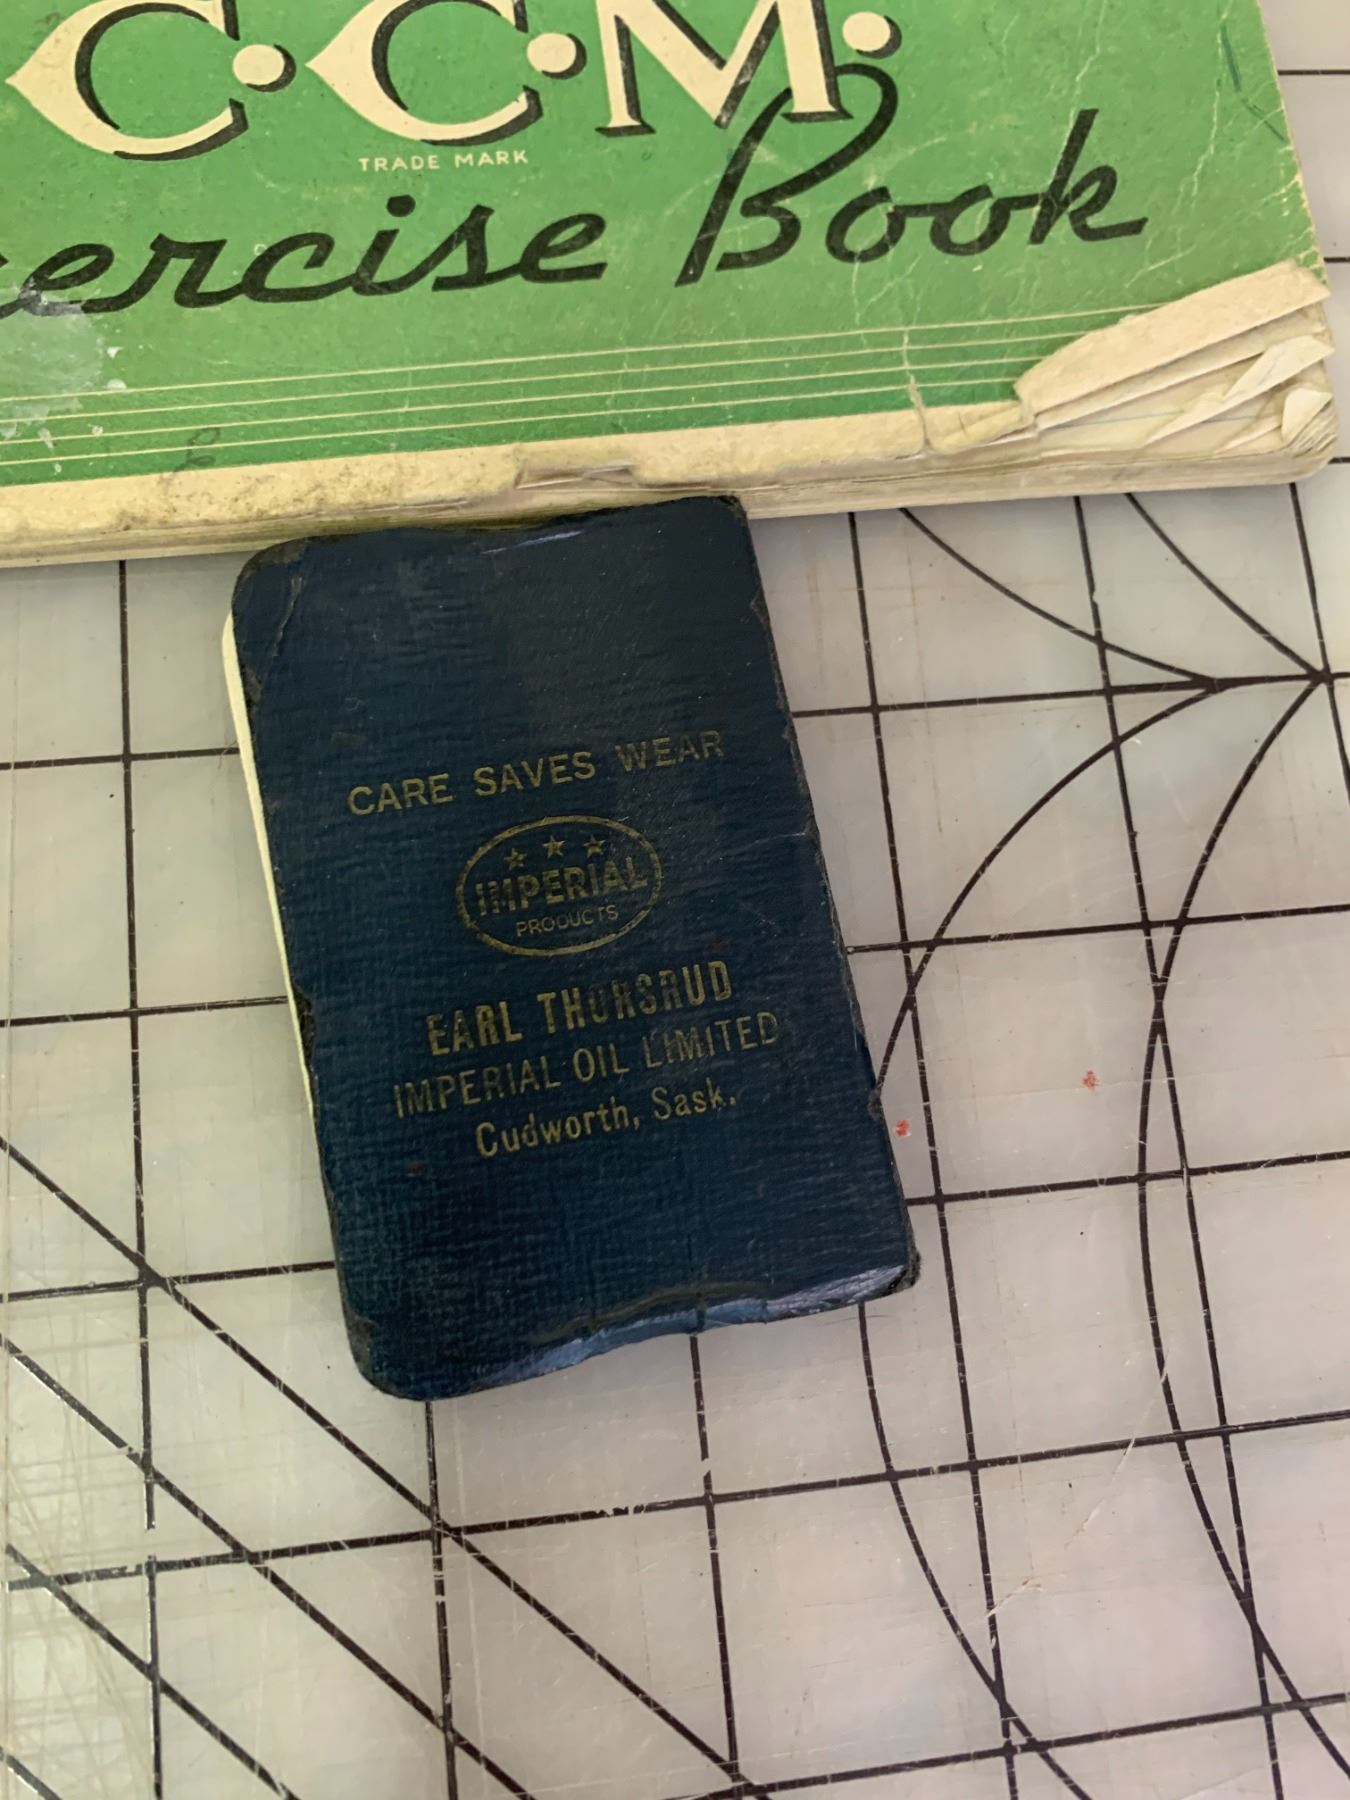 C.C.M.
TRADE MARK
ercise Book
CARE SAVES WEAR
IMPERIAL
PRODUCTS
EARL THORSRUD
IMPERIAL OIL LIMITED
Cudworth, Sask.